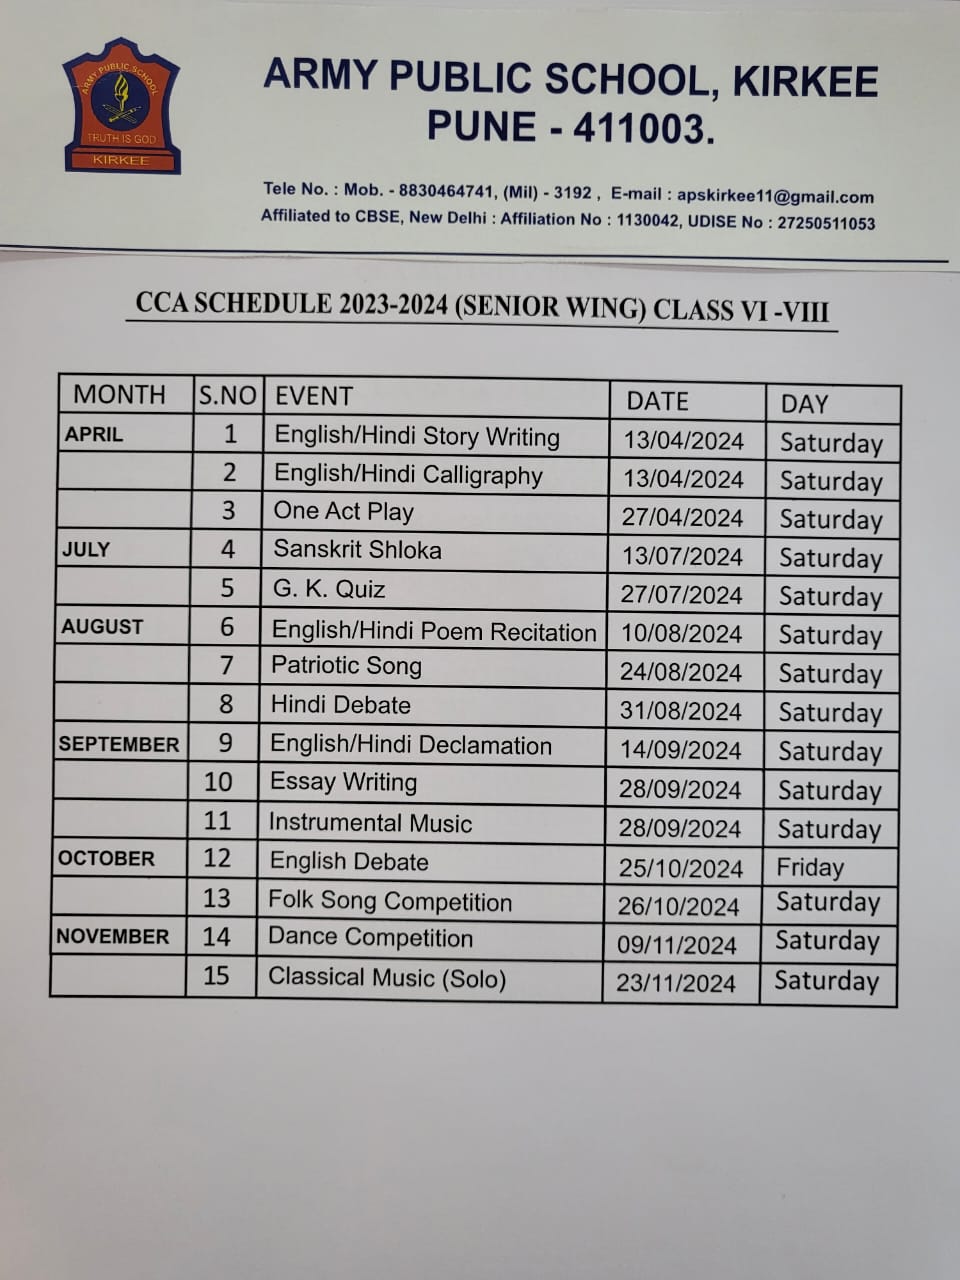 ARMY PUBLIC SCHOOL
TRUTH IS GOD
KIRKEE
ARMY PUBLIC SCHOOL, KIRKEE
PUNE - 411003.
Tele No. : Mob. - 8830464741, (Mil) - 3192 , E-mail : apskirkee11@gmail.com
Affiliated to CBSE, New Delhi : Affiliation No : 1130042, UDISE No : 27250511053
CCA SCHEDULE 2023-2024 (SENIOR WING) CLASS VI -VIII
MONTH S.NO EVENT DATE DAY
APRIL 1 English/Hindi Story Writing 13/04/2024 Saturday
2 English/Hindi Calligraphy 13/04/2024 Saturday
3 One Act Play 27/04/2024 Saturday
JULY 4 Sanskrit Shloka 13/07/2024 Saturday
5 G. K. Quiz 27/07/2024 Saturday
AUGUST 6 English/Hindi Poem Recitation 10/08/2024 Saturday
7 Patriotic Song 24/08/2024 Saturday
8 Hindi Debate 31/08/2024 Saturday
SEPTEMBER 9 English/Hindi Declamation 14/09/2024 Saturday
10 Essay Writing 28/09/2024 Saturday
11 Instrumental Music 28/09/2024 Saturday
OCTOBER 12 English Debate 25/10/2024 Friday
13 Folk Song Competition 26/10/2024 Saturday
NOVEMBER 14 Dance Competition 09/11/2024 Saturday
15 Classical Music (Solo) 23/11/2024 Saturday